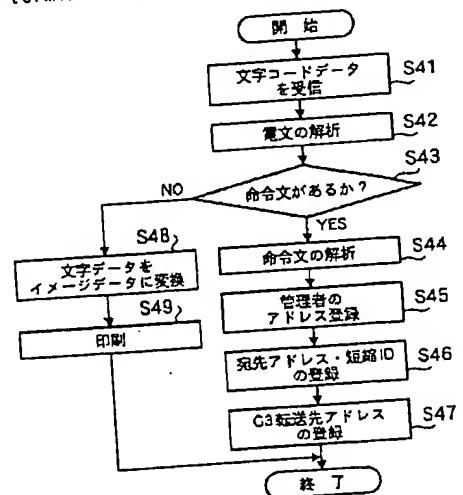 開 始
文字コードデータ
を受信
S41
電文の解析
S42
命令文があるか？
S43
NO
YES
S48
文字データを
イメージデータに変換
S49
印刷
命令文の解析
S44
管理者の
アドレス登録
S45
宛先アドレス・短縮ID
の登録
S46
G3転送先アドレス
の登録
S47
終 了